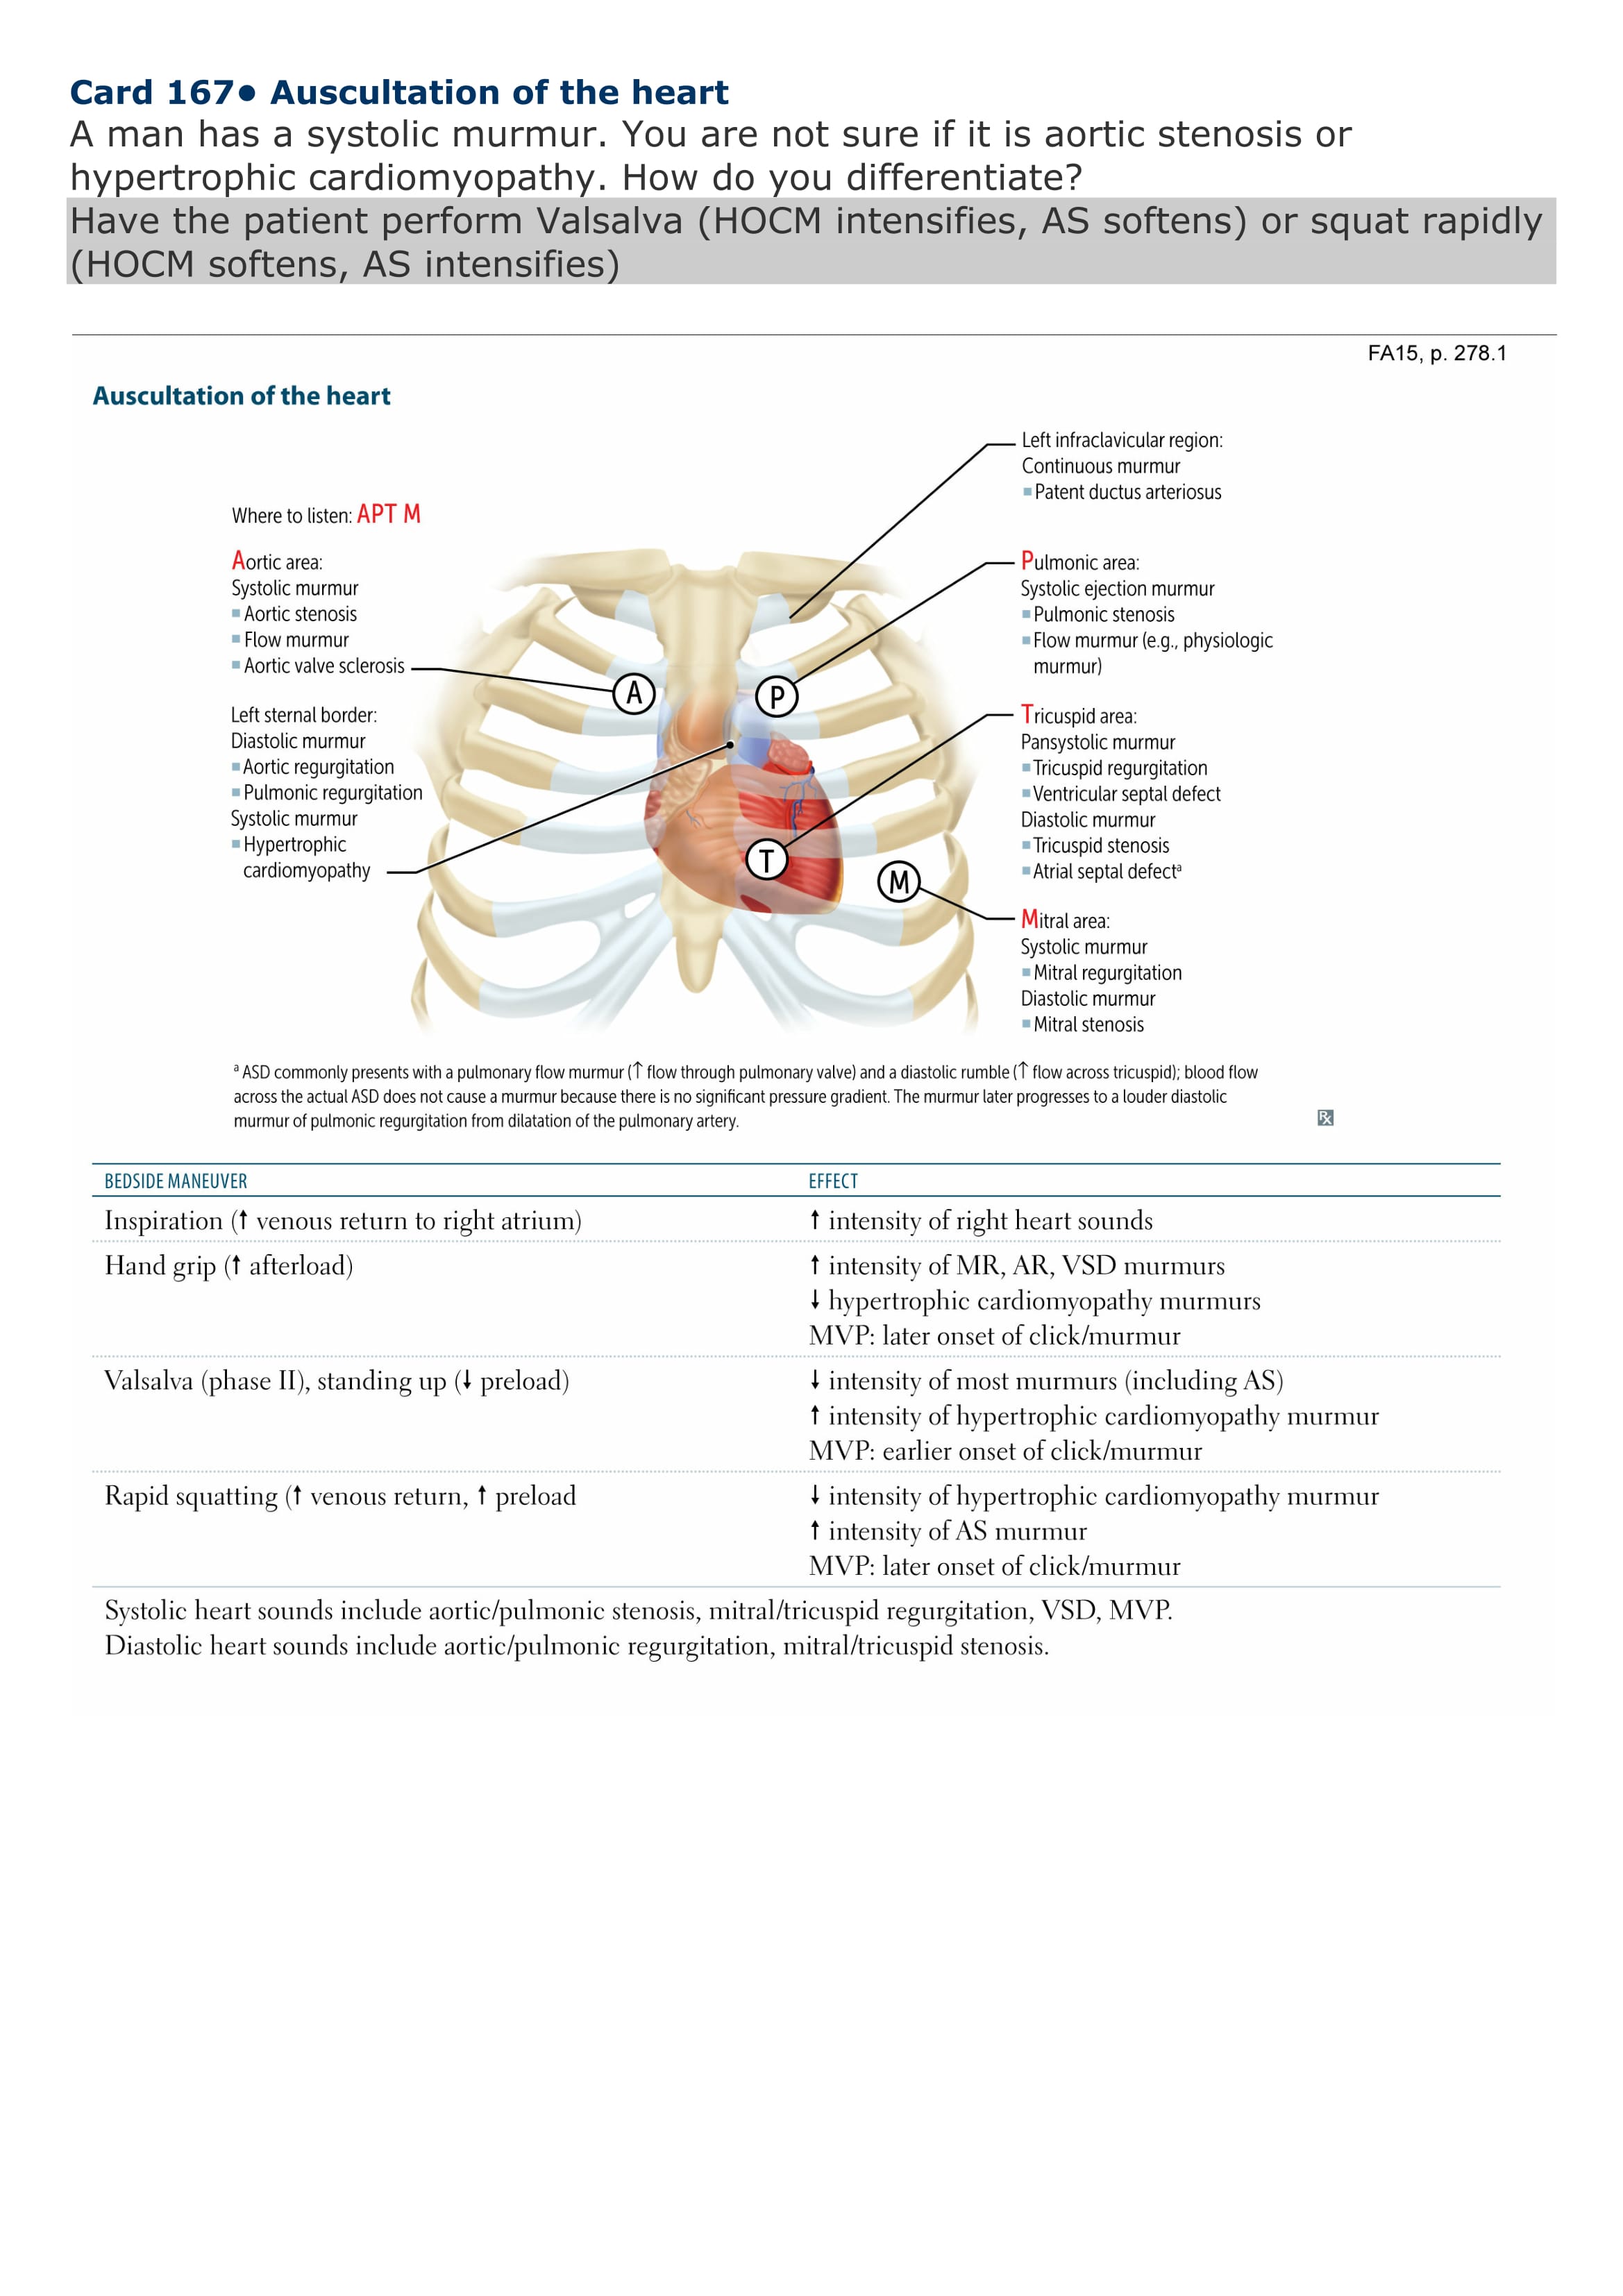 Card 167• Auscultation of the heart
A man has a systolic murmur. You are not sure if it is aortic stenosis or
hypertrophic cardiomyopathy. How do you differentiate?
Have the patient perform Valsalva (HOCM intensifies, AS softens) or squat rapidly
(HOCM softens, AS intensifies)
FA15, p. 278.1
Auscultation of the heart
Where to listen: APT M
Aortic area:
Systolic murmur
▪ Aortic stenosis
▪ Flow murmur
▪ Aortic valve sclerosis
Left sternal border:
Diastolic murmur
▪ Aortic regurgitation
▪ Pulmonic regurgitation
Systolic murmur
▪ Hypertrophic
cardiomyopathy
A
P
T
M
Left infraclavicular region:
Continuous murmur
▪ Patent ductus arteriosus
Pulmonic area:
Systolic ejection murmur
▪ Pulmonic stenosis
▪ Flow murmur (e.g., physiologic
murmur)
Tricuspid area:
Pansystolic murmur
▪ Tricuspid regurgitation
▪ Ventricular septal defect
Diastolic murmur
▪ Tricuspid stenosis
▪ Atrial septal defectᵃ
Mitral area:
Systolic murmur
▪ Mitral regurgitation
Diastolic murmur
▪ Mitral stenosis
ᵃ ASD commonly presents with a pulmonary flow murmur (↑ flow through pulmonary valve) and a diastolic rumble (↑ flow across tricuspid); blood flow
across the actual ASD does not cause a murmur because there is no significant pressure gradient. The murmur later progresses to a louder diastolic
murmur of pulmonic regurgitation from dilatation of the pulmonary artery.
Rx
BEDSIDE MANEUVER EFFECT
Inspiration (↑ venous return to right atrium) ↑ intensity of right heart sounds
Hand grip (↑ afterload) ↑ intensity of MR, AR, VSD murmurs
↓ hypertrophic cardiomyopathy murmurs
MVP: later onset of click/murmur
Valsalva (phase II), standing up (↓ preload) ↓ intensity of most murmurs (including AS)
↑ intensity of hypertrophic cardiomyopathy murmur
MVP: earlier onset of click/murmur
Rapid squatting (↑ venous return, ↑ preload ↓ intensity of hypertrophic cardiomyopathy murmur
↑ intensity of AS murmur
MVP: later onset of click/murmur
Systolic heart sounds include aortic/pulmonic stenosis, mitral/tricuspid regurgitation, VSD, MVP.
Diastolic heart sounds include aortic/pulmonic regurgitation, mitral/tricuspid stenosis.